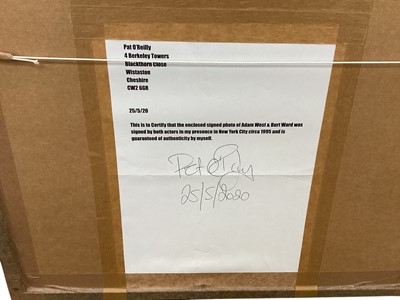 Pat O'Reilly
4 Berkeley Towers
Blackthorn Close
Wistaston
Cheshire
CW2 6GR
25/5/20
This is to Certify that the enclosed signed photo of Adam West & Burt Ward was
signed by both actors in my presence in New York City circa 1995 and is
guaranteed of authenticity by myself.
25/5/2020